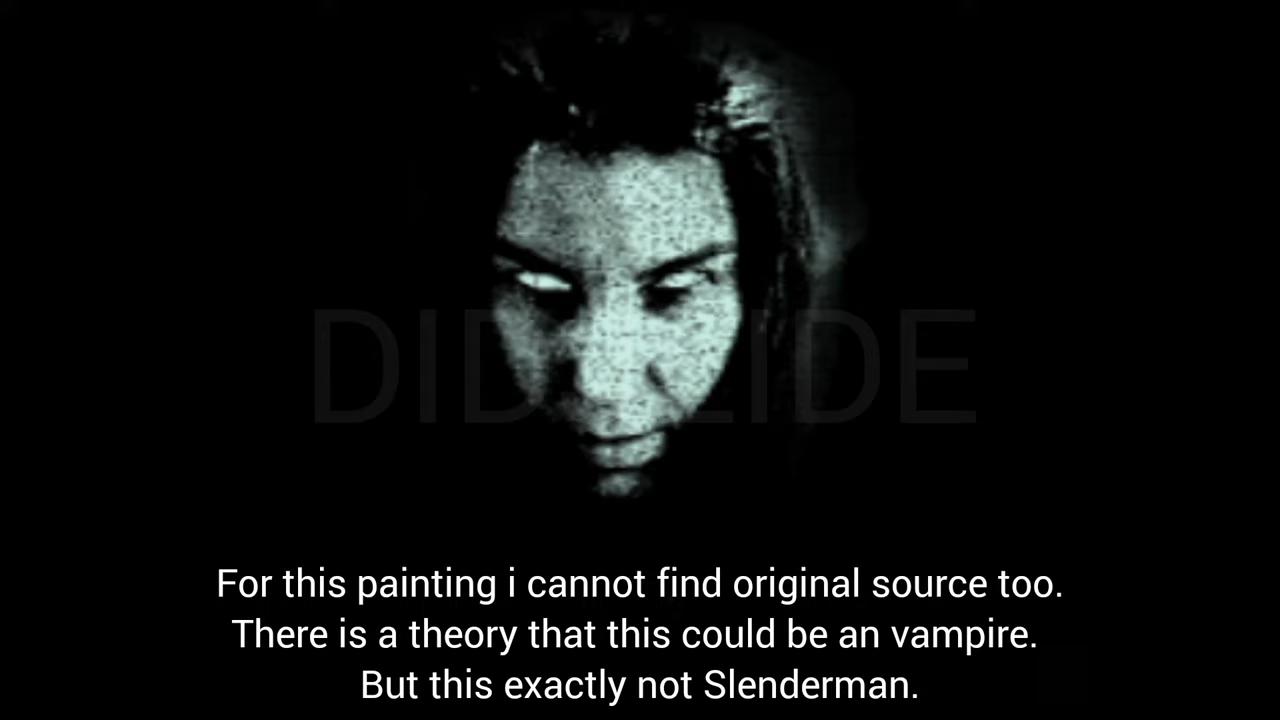 For this painting i cannot find original source too.
There is a theory that this could be an vampire.
But this exactly not Slenderman.